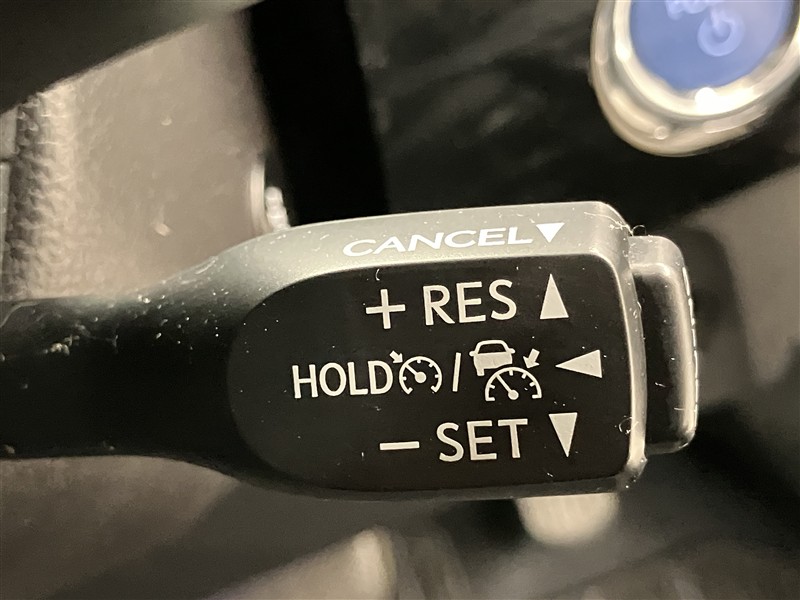 CANCEL▼
+ RES ▲
HOLD / ◀
− SET ▼